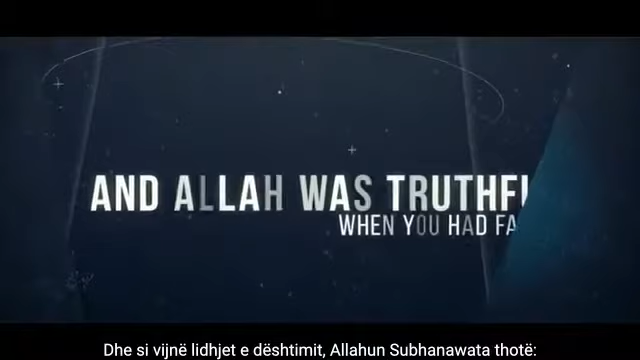 AND ALLAH WAS
WHEN YOU HAD
Dhe si vijnë lidhjet e dështimit, Allahun Subhanawata thotë: